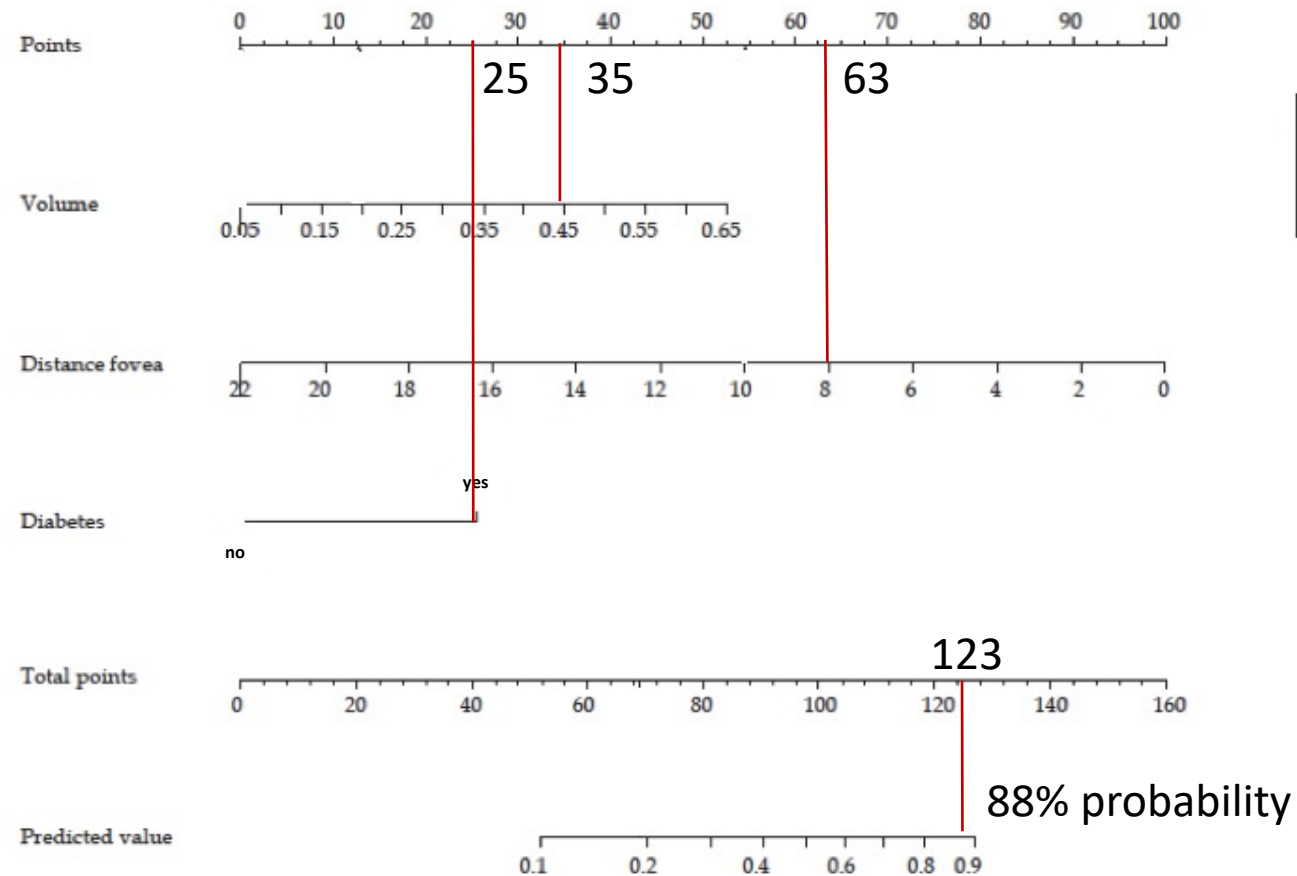 0 10 20 30 40 50 60 70 80 90 100
Points
25 35 63
Volume
0.05 0.15 0.25 0.35 0.45 0.55 0.65
Distance fovea
22 20 18 16 14 12 10 8 6 4 2 0
yes
Diabetes
no
123
Total points
0 20 40 60 80 100 120 140 160
88% probability
Predicted value
0.1 0.2 0.4 0.6 0.8 0.9